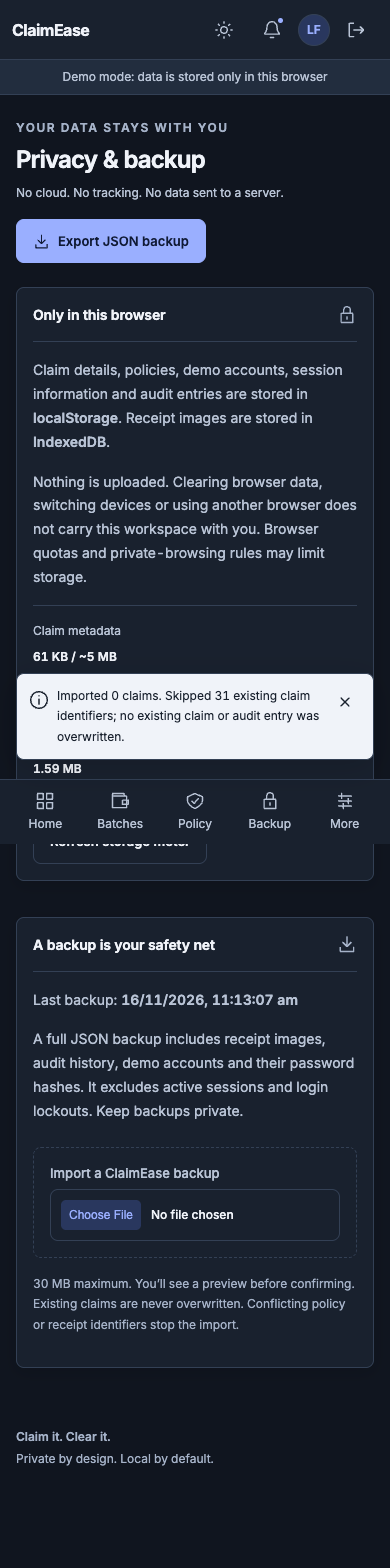 ClaimEase
LF
Demo mode: data is stored only in this browser
YOUR DATA STAYS WITH YOU
Privacy & backup
No cloud. No tracking. No data sent to a server.
Export JSON backup
Only in this browser
Claim details, policies, demo accounts, session
information and audit entries are stored in
localStorage. Receipt images are stored in
IndexedDB.
Nothing is uploaded. Clearing browser data,
switching devices or using another browser does
not carry this workspace with you. Browser
quotas and private-browsing rules may limit
storage.
Claim metadata
61 KB / ~5 MB
Imported 0 claims. Skipped 31 existing claim
identifiers; no existing claim or audit entry was
overwritten.
1.59 MB
Home
Batches
Policy
Backup
More
Refresh storage meter
A backup is your safety net
Last backup: 16/11/2026, 11:13:07 am
A full JSON backup includes receipt images,
audit history, demo accounts and their password
hashes. It excludes active sessions and login
lockouts. Keep backups private.
Import a ClaimEase backup
Choose File No file chosen
30 MB maximum. You’ll see a preview before confirming.
Existing claims are never overwritten. Conflicting policy
or receipt identifiers stop the import.
Claim it. Clear it.
Private by design. Local by default.